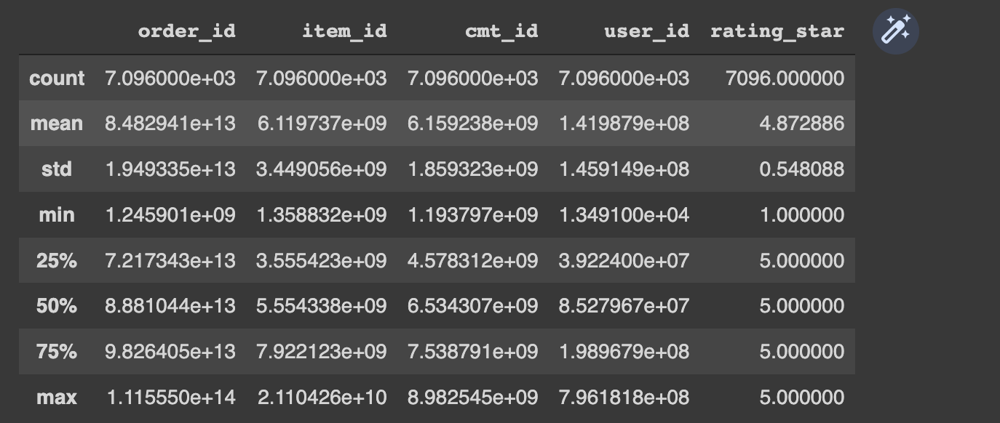 order_id item_id cmt_id user_id rating_star
count 7.096000e+03 7.096000e+03 7.096000e+03 7.096000e+03 7096.000000
mean 8.482941e+13 6.119737e+09 6.159238e+09 1.419879e+08 4.872886
std 1.949335e+13 3.449056e+09 1.859323e+09 1.459149e+08 0.548088
min 1.245901e+09 1.358832e+09 1.193797e+09 1.349100e+04 1.000000
25% 7.217343e+13 3.555423e+09 4.578312e+09 3.922400e+07 5.000000
50% 8.881044e+13 5.554338e+09 6.534307e+09 8.527967e+07 5.000000
75% 9.826405e+13 7.922123e+09 7.538791e+09 1.989679e+08 5.000000
max 1.115550e+14 2.110426e+10 8.982545e+09 7.961818e+08 5.000000